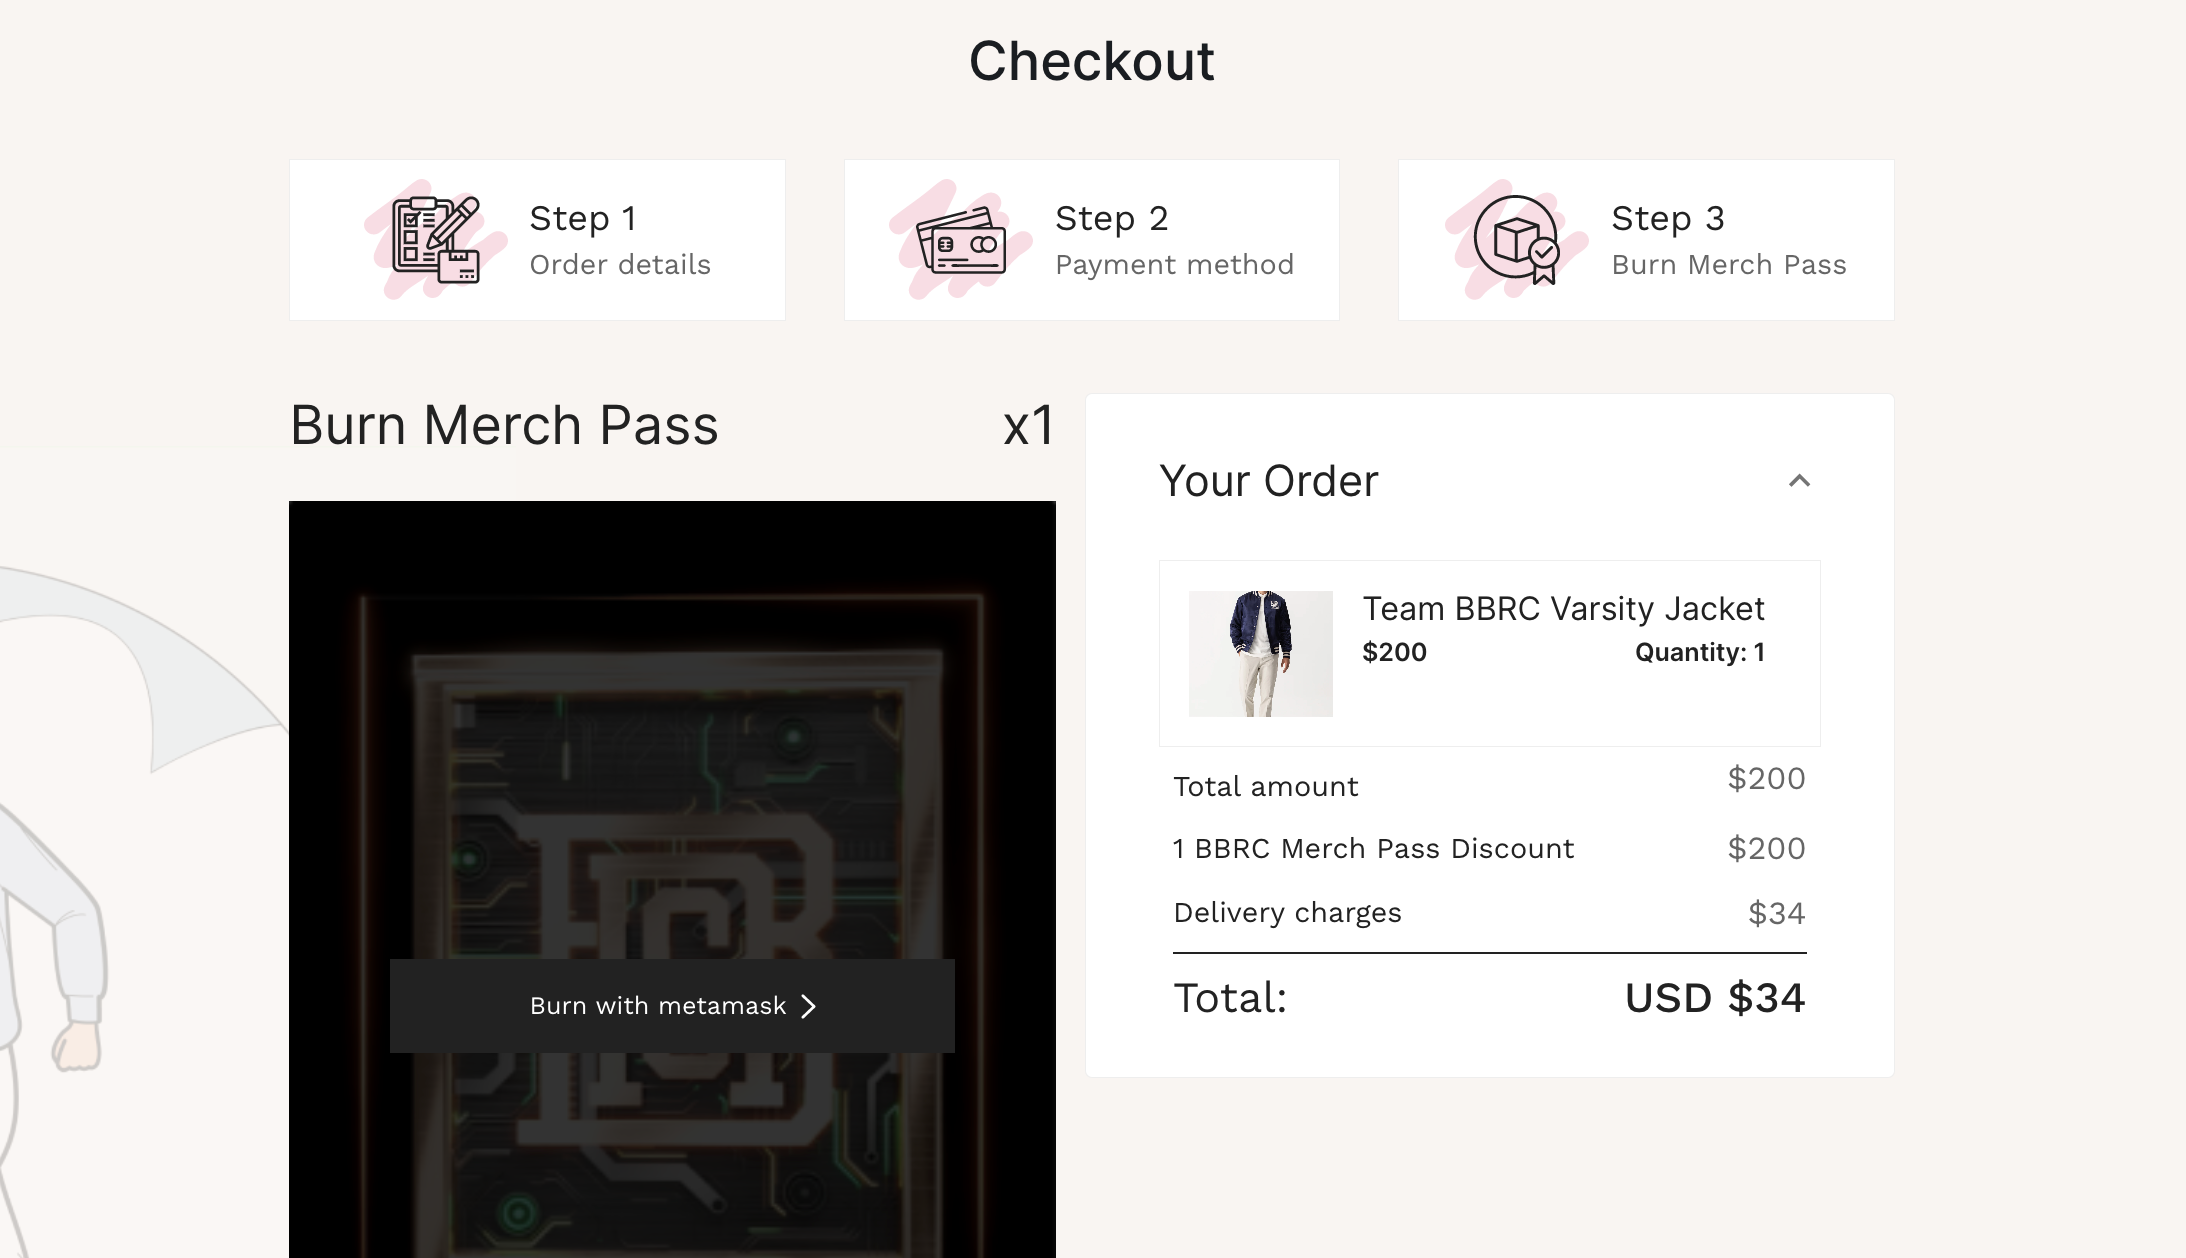 Checkout
Step 1
Order details
Step 2
Payment method
Step 3
Burn Merch Pass
Burn Merch Pass
x1
Burn with metamask
Your Order
Team BBRC Varsity Jacket
$200
Quantity: 1
Total amount
$200
1 BBRC Merch Pass Discount
$200
Delivery charges
$34
Total:
USD $34